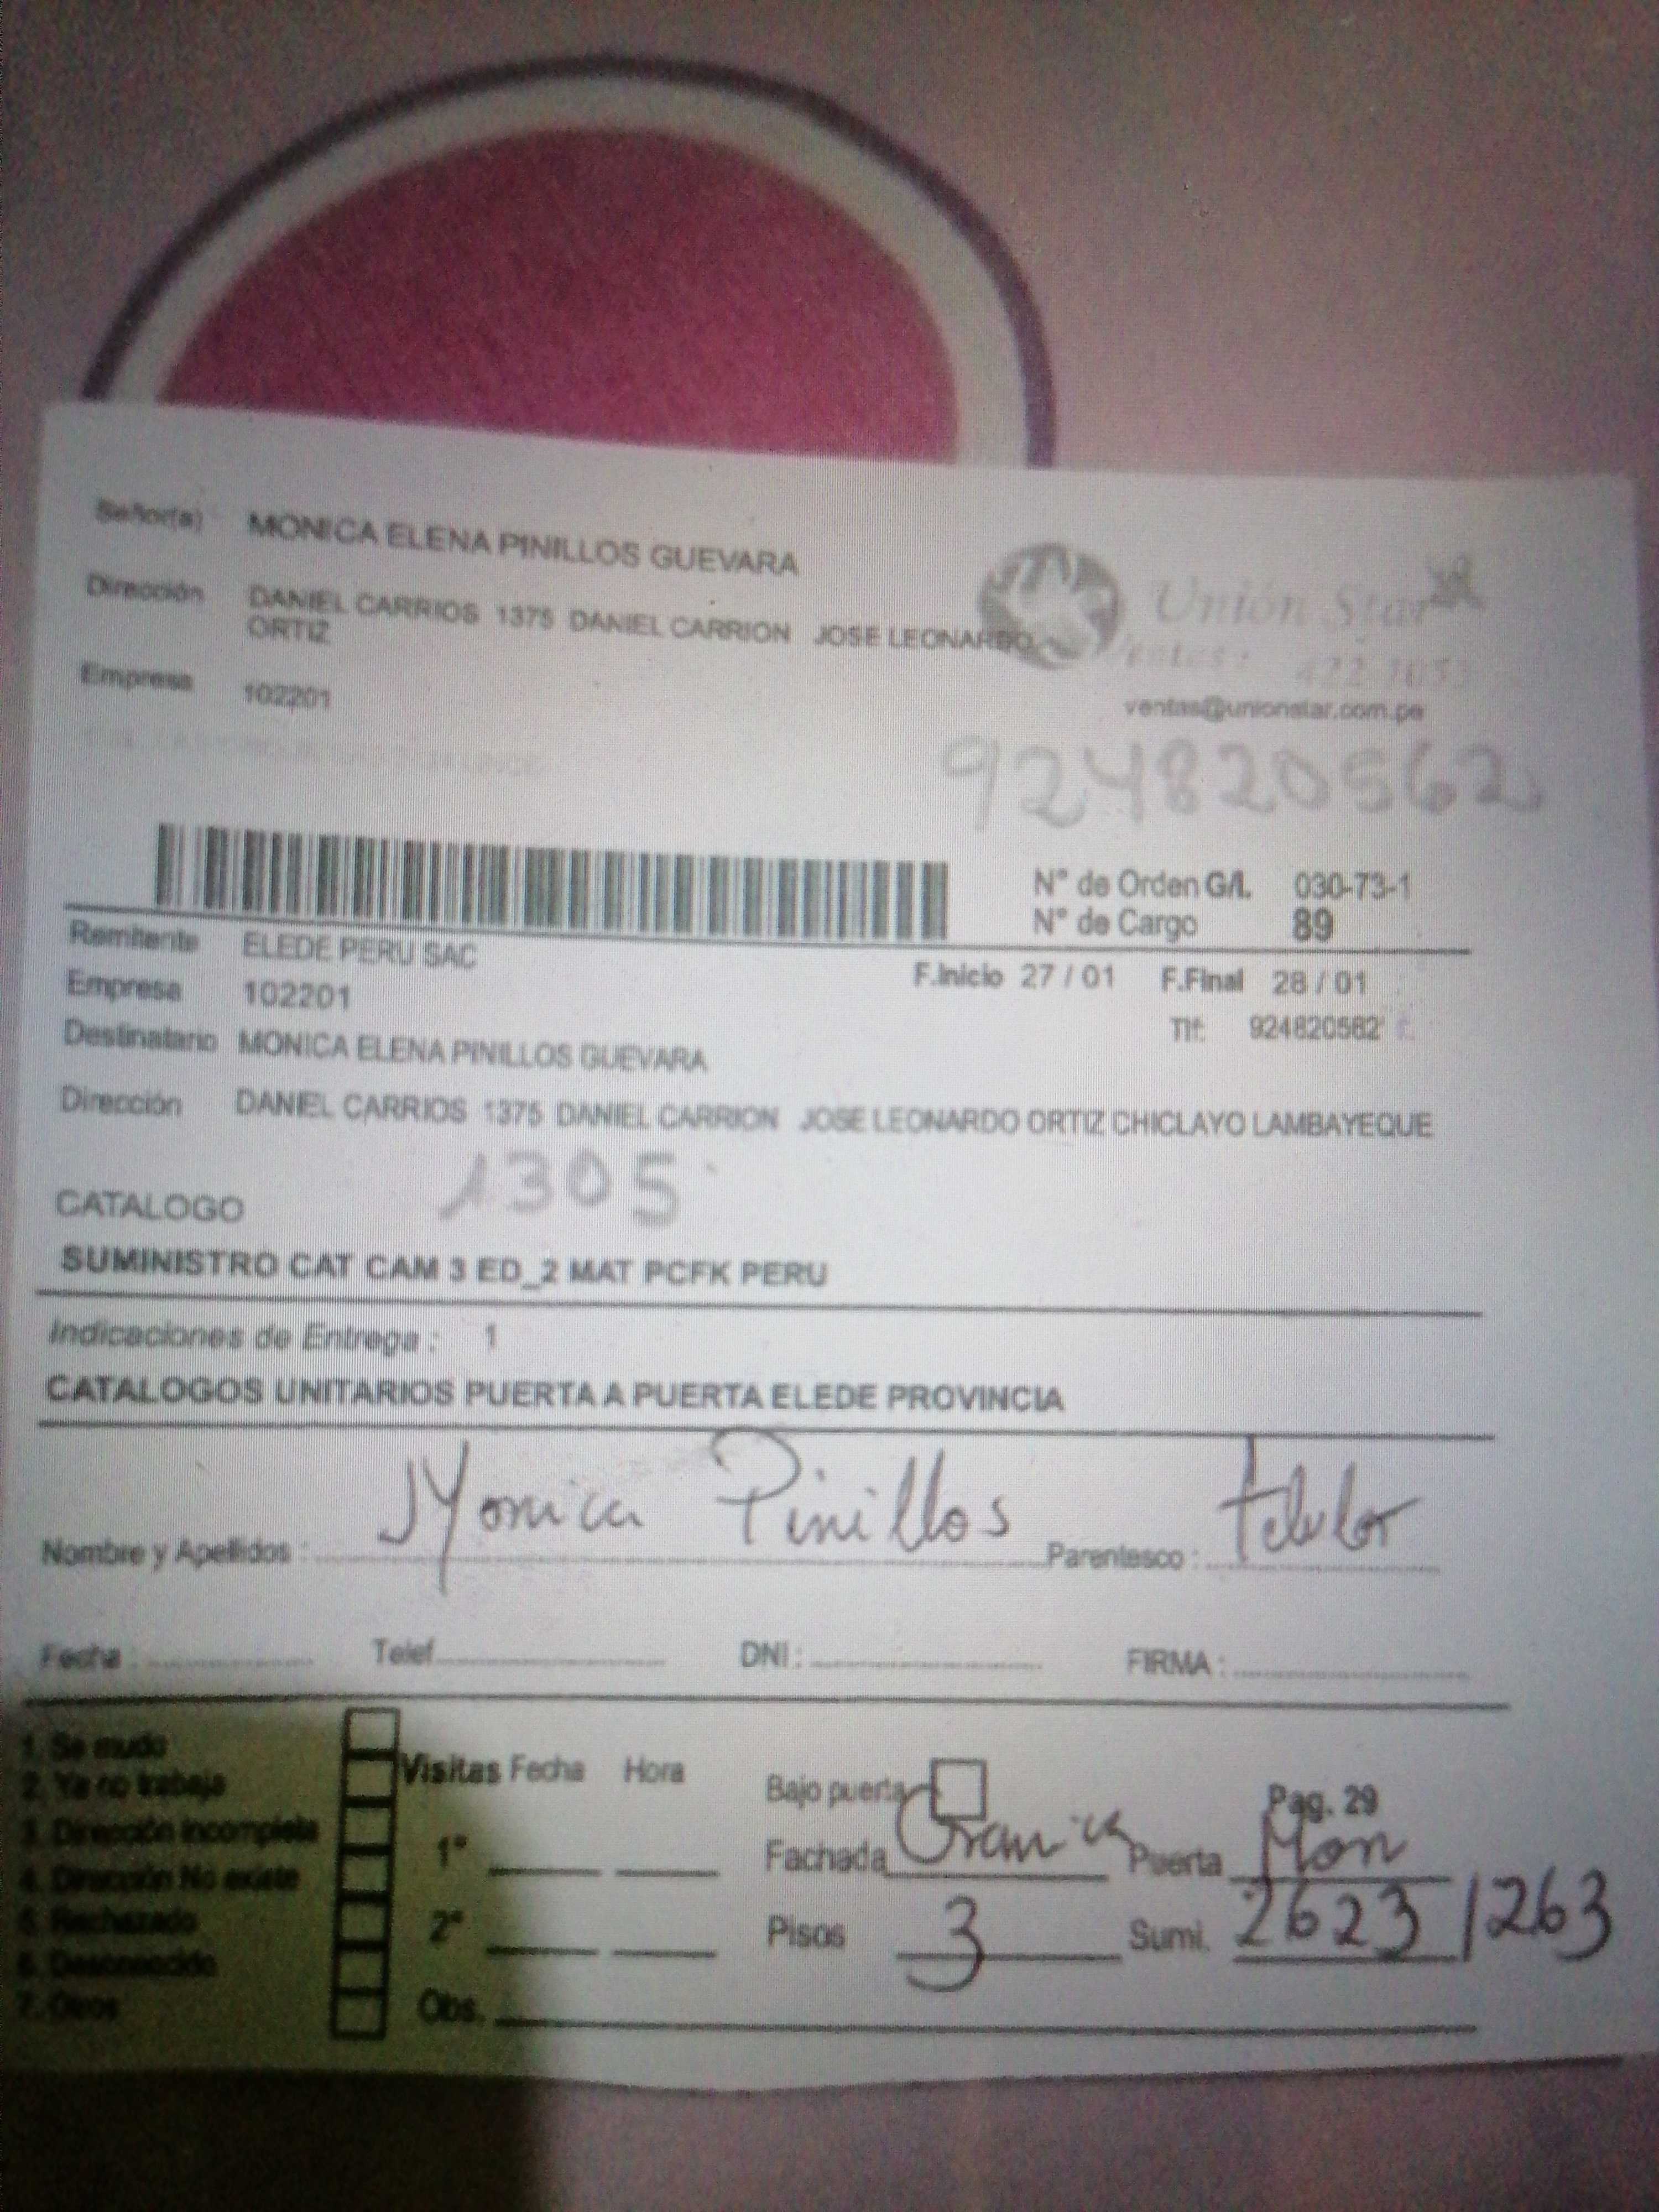 Señor(a) MONICA ELENA PINILLOS GUEVARA
Dirección DANIEL CARRIOS 1375 DANIEL CARRION JOSE LEONARDO
ORTIZ
Empresa 102201
Unión Star
ventas@unionstar.com.pe
924820562
N° de Orden G/I. 030-73-1
N° de Cargo 89
Remitente ELEDE PERU SAC
Empresa 102201
F.Inicio 27 / 01 F.Final 28 / 01
Tlf: 924820562
Destinatario MONICA ELENA PINILLOS GUEVARA
Dirección DANIEL CARRIOS 1375 DANIEL CARRION JOSE LEONARDO ORTIZ CHICLAYO LAMBAYEQUE
1305
CATALOGO
SUMINISTRO CAT CAM 3 ED_2 MAT PCFK PERU
Indicaciones de Entrega : 1
CATALOGOS UNITARIOS PUERTA A PUERTA ELEDE PROVINCIA
Nombre y Apellidos : Monica Pinillos Parentesco :
Fecha : Telef. DNI : FIRMA :
1. Se mudo
2. Ya no trabaja
3. Dirección incompleta
4. Dirección No existe
5. Rechazado
6. Desconocido
7. Otros
Visitas Fecha Hora
1°
2°
Obs.
Bajo puerta
Pag. 29
Fachada Puerta
Pisos 3 Sumi. 2623 1263